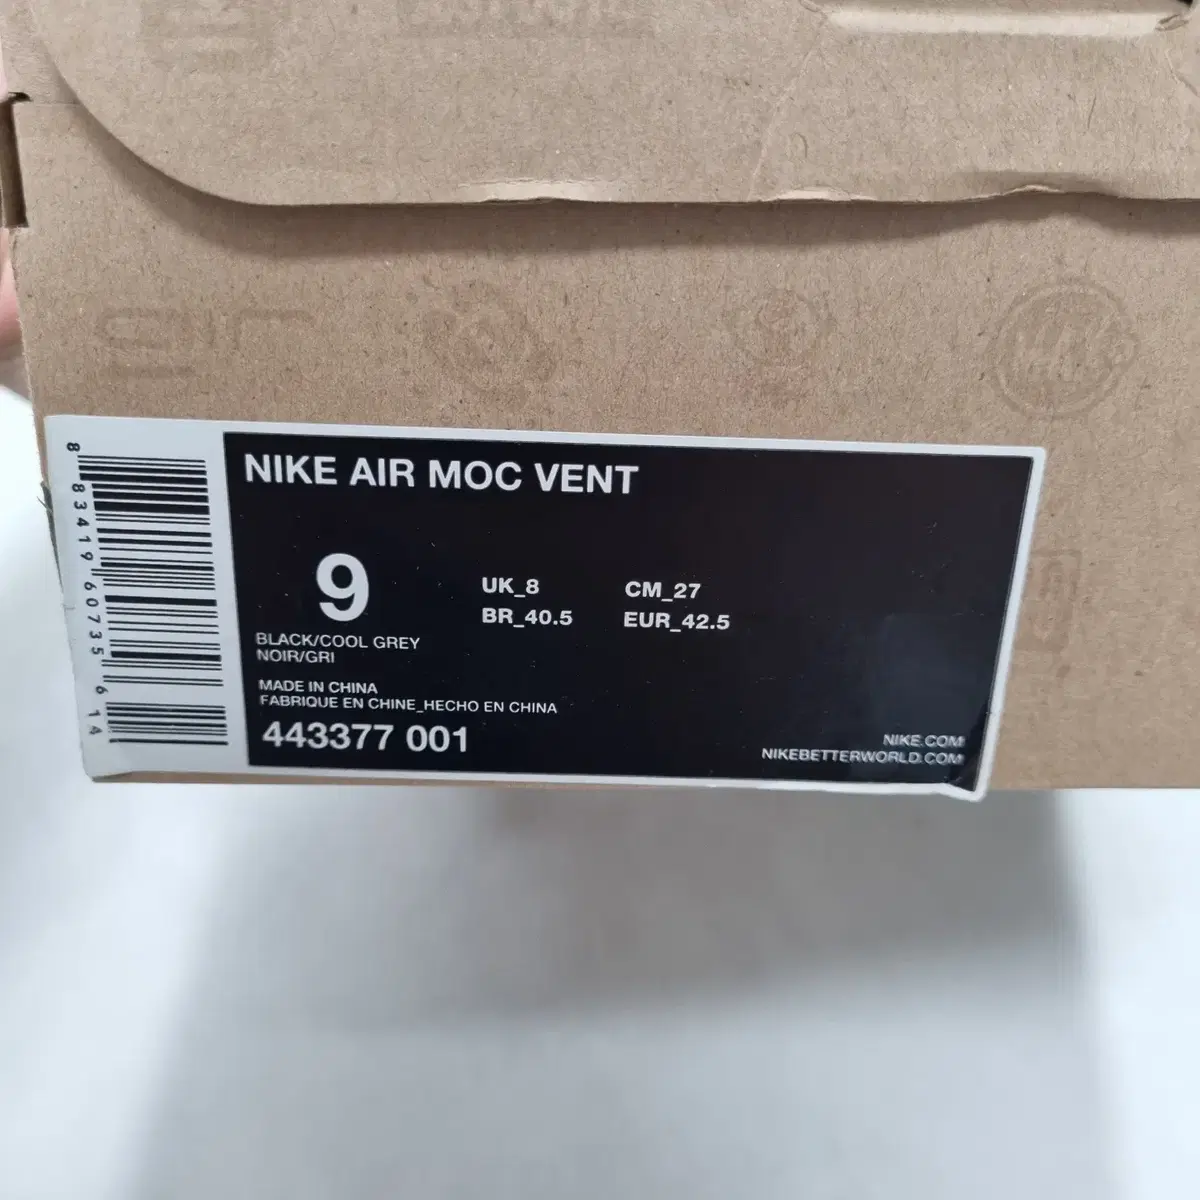 NIKE AIR MOC VENT
9
UK_8 CM_27
BR_40.5 EUR_42.5
BLACK/COOL GREY
NOIR/GRI
MADE IN CHINA
FABRIQUE EN CHINE_HECHO EN CHINA
443377 001
NIKE.COM
NIKEBETTERWORLD.COM
8 83419 60735 6 14